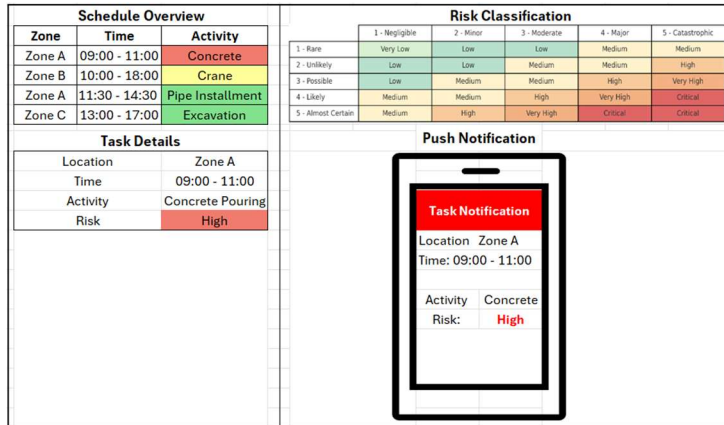 Schedule Overview
Zone Time Activity
Zone A 09:00 - 11:00 Concrete
Zone B 10:00 - 18:00 Crane
Zone A 11:30 - 14:30 Pipe Installment
Zone C 13:00 - 17:00 Excavation
Task Details
Location Zone A
Time 09:00 - 11:00
Activity Concrete Pouring
Risk High
Risk Classification
1 - Negligible 2 - Minor 3 - Moderate 4 - Major 5 - Catastrophic
1 - Rare Very Low Low Low Medium Medium
2 - Unlikely Low Low Medium Medium High
3 - Possible Low Medium Medium High Very High
4 - Likely Medium Medium High Very High Critical
5 - Almost Certain Medium High Very High Critical Critical
Push Notification
Task Notification
Location Zone A
Time: 09:00 - 11:00
Activity Concrete
Risk: High